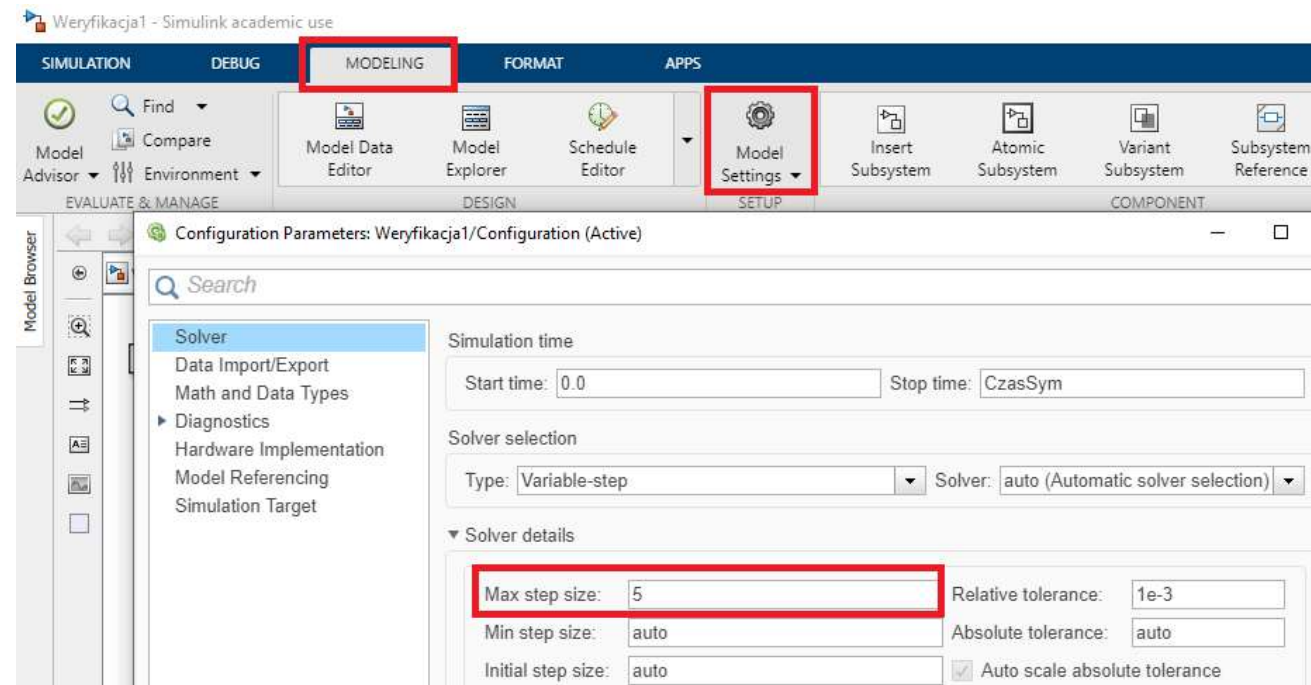 Weryfikacja1 - Simulink academic use
SIMULATION DEBUG MODELING FORMAT APPS
Model Advisor
Find
Compare
Environment
Model Data Editor
Model Explorer
Schedule Editor
Model Settings
Insert Subsystem
Atomic Subsystem
Variant Subsystem
Subsystem Reference
EVALUATE & MANAGE DESIGN SETUP COMPONENT
Model Browser
Configuration Parameters: Weryfikacja1/Configuration (Active)
Search
Solver
Data Import/Export
Math and Data Types
Diagnostics
Hardware Implementation
Model Referencing
Simulation Target
Simulation time
Start time: 0.0 Stop time: CzasSym
Solver selection
Type: Variable-step Solver: auto (Automatic solver selection)
Solver details
Max step size: 5 Relative tolerance: 1e-3
Min step size: auto Absolute tolerance: auto
Initial step size: auto Auto scale absolute tolerance